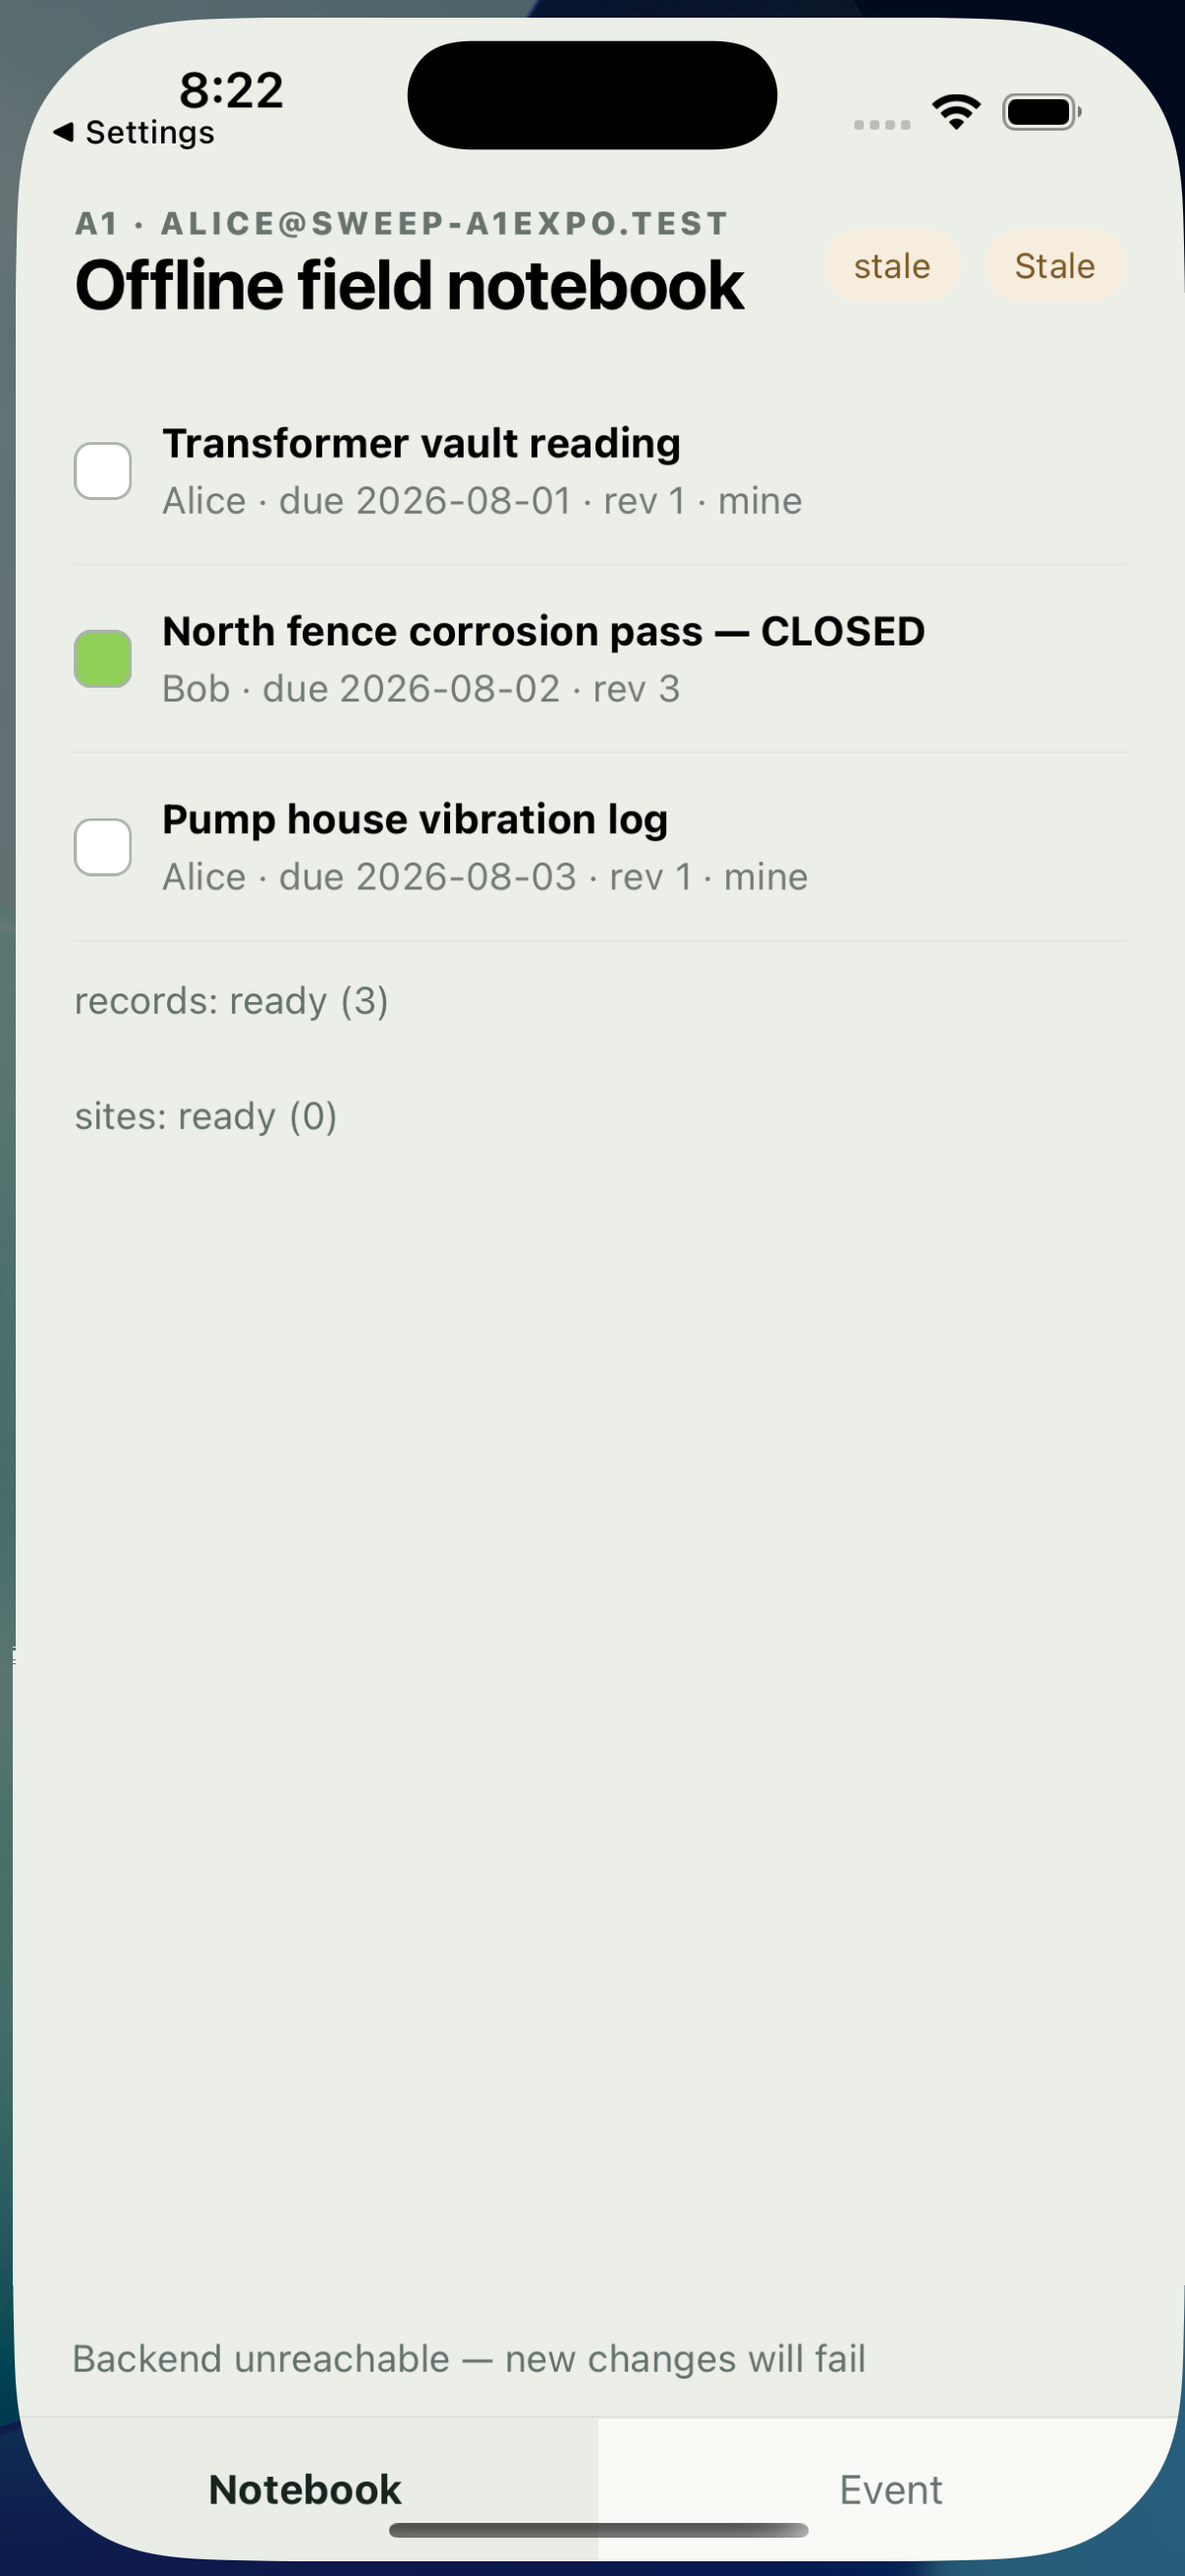 8:22
◀ Settings
A1 · ALICE@SWEEP-A1EXPO.TEST
Offline field notebook
stale
Stale
Transformer vault reading
Alice · due 2026-08-01 · rev 1 · mine
North fence corrosion pass — CLOSED
Bob · due 2026-08-02 · rev 3
Pump house vibration log
Alice · due 2026-08-03 · rev 1 · mine
records: ready (3)
sites: ready (0)
Backend unreachable — new changes will fail
Notebook
Event